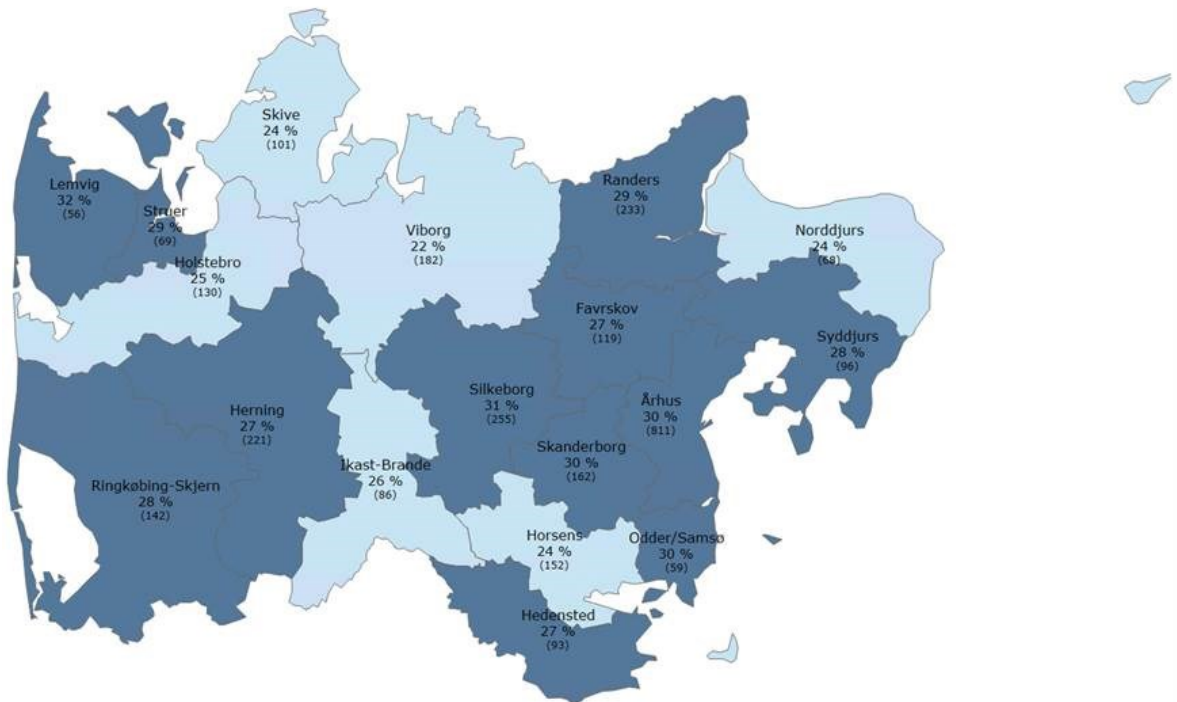 Skive
24 %
(101)
Lemvig
32 %
(56)
Struer
29 %
(69)
Randers
29 %
(233)
Viborg
22 %
(182)
Norddjurs
24 %
(68)
Holstebro
25 %
(130)
Favrskov
27 %
(119)
Syddjurs
28 %
(96)
Silkeborg
31 %
(255)
Århus
30 %
(811)
Herning
27 %
(221)
Skanderborg
30 %
(162)
Ikast-Brande
26 %
(86)
Ringkøbing-Skjern
28 %
(142)
Horsens
24 %
(152)
Odder/Samsø
30 %
(59)
Hedensted
27 %
(93)